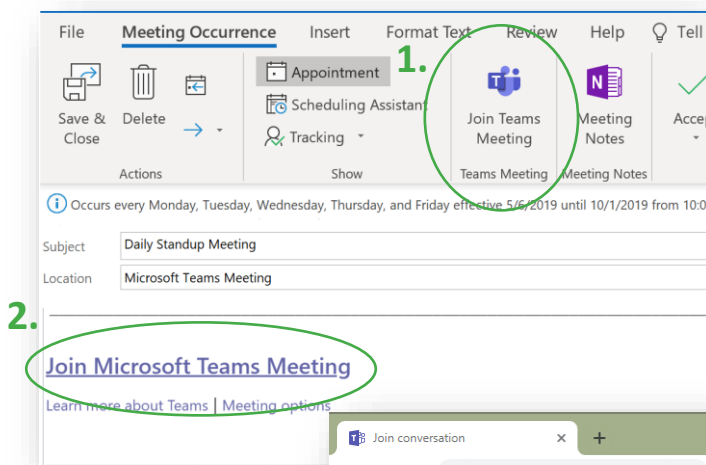 File Meeting Occurrence Insert Format Text Review Help Tell
1.
Appointment
Scheduling Assistant
Tracking
Save & Close
Delete
Join Teams Meeting
Meeting Notes
Actions Show Teams Meeting Meeting Notes
Occurs every Monday, Tuesday, Wednesday, Thursday, and Friday effective 5/6/2019 until 10/1/2019 from 10:0
Subject Daily Standup Meeting
Location Microsoft Teams Meeting
2.
Join Microsoft Teams Meeting
Learn more about Teams | Meeting options
Join conversation